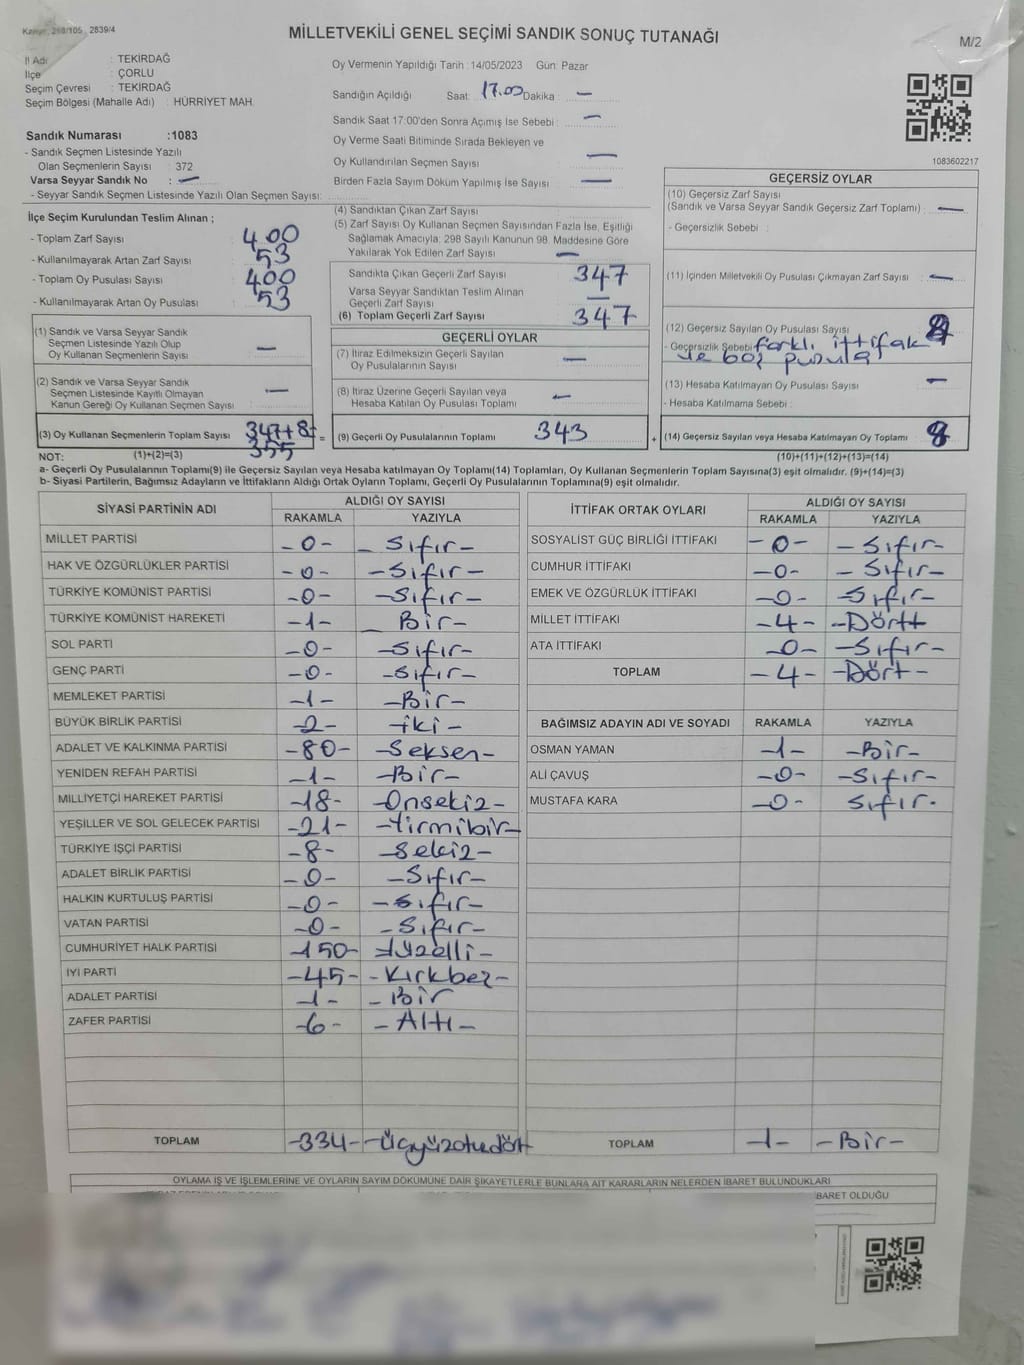 Kanun: 298/105, 2839/4
MİLLETVEKİLİ GENEL SEÇİMİ SANDIK SONUÇ TUTANAĞI
M/2
İl Adı : TEKİRDAĞ
İlçe : ÇORLU
Seçim Çevresi : TEKİRDAĞ
Seçim Bölgesi (Mahalle Adı) : HÜRRİYET MAH.
Sandık Numarası :1083
- Sandık Seçmen Listesinde Yazılı
Olan Seçmenlerin Sayısı : 372
Varsa Seyyar Sandık No : —
- Seyyar Sandık Seçmen Listesinde Yazılı Olan Seçmen Sayısı:
Oy Vermenin Yapıldığı Tarih :14/05/2023 Gün: Pazar
Sandığın Açıldığı Saat: 17.00 Dakika : —
Sandık Saat 17:00'den Sonra Açımış İse Sebebi : —
Oy Verme Saati Bitiminde Sırada Bekleyen ve
Oy Kullandırılan Seçmen Sayısı —
Birden Fazla Sayım Döküm Yapılmış İse Sayısı —
1083602217
İlçe Seçim Kurulundan Teslim Alınan ;
- Toplam Zarf Sayısı 400
- Kullanılmayarak Artan Zarf Sayısı : 53
- Toplam Oy Pusulası Sayısı : 400
- Kullanılmayarak Artan Oy Pusulası : 53
(4) Sandıktan Çıkan Zarf Sayısı
(5) Zarf Sayısı Oy Kullanan Seçmen Sayısından Fazla İse, Eşitliği
Sağlamak Amacıyla, 298 Sayılı Kanunun 98. Maddesine Göre
Yakılarak Yok Edilen Zarf Sayısı —
Sandıkta Çıkan Geçerli Zarf Sayısı 347
Varsa Seyyar Sandıktan Teslim Alınan
Geçerli Zarf Sayısı —
(6) Toplam Geçerli Zarf Sayısı 347
GEÇERSİZ OYLAR
(10) Geçersiz Zarf Sayısı
(Sandık ve Varsa Seyyar Sandık Geçersiz Zarf Toplamı) : —
- Geçersizlik Sebebi :
(11) İçinden Milletvekili Oy Pusulası Çıkmayan Zarf Sayısı : —
(12) Geçersiz Sayılan Oy Pusulası Sayısı 8
- Geçersizlik Sebebi farklı ittifak
ve boş pusula
(13) Hesaba Katılmayan Oy Pusulası Sayısı : —
- Hesaba Katılmama Sebebi :
(1) Sandık ve Varsa Seyyar Sandık
Seçmen Listesinde Yazılı Olup
Oy Kullanan Seçmenlerin Sayısı : —
(2) Sandık ve Varsa Seyyar Sandık
Seçmen Listesinde Kayıtlı Olmayan
Kanun Gereği Oy Kullanan Seçmen Sayısı : —
GEÇERLİ OYLAR
(7) İtiraz Edilmeksizin Geçerli Sayılan
Oy Pusulalarının Sayısı : —
(8) İtiraz Üzerine Geçerli Sayılan veya
Hesaba Katılan Oy Pusulası Toplamı : —
(3) Oy Kullanan Seçmenlerin Toplam Sayısı 347+8=
355
= (9) Geçerli Oy Pusulalarının Toplamı : 343
+ (14) Geçersiz Sayılan veya Hesaba Katılmayan Oy Toplamı 8
NOT: (1)+(2)=(3) (10)+(11)+(12)+(13)=(14)
a- Geçerli Oy Pusulalarının Toplamı(9) ile Geçersiz Sayılan veya Hesaba katılmayan Oy Toplamı(14) Toplamları, Oy Kullanan Seçmenlerin Toplam Sayısına(3) eşit olmalıdır. (9)+(14)=(3)
b- Siyasi Partilerin, Bağımsız Adayların ve İttifakların Aldığı Ortak Oyların Toplamı, Geçerli Oy Pusulalarının Toplamına(9) eşit olmalıdır.
SİYASİ PARTİNİN ADI ALDIĞI OY SAYISI
RAKAMLA YAZIYLA
MİLLET PARTİSİ -0- - Sıfır-
HAK VE ÖZGÜRLÜKLER PARTİSİ -0- -Sıfır-
TÜRKİYE KOMÜNİST PARTİSİ -0- -Sıfır-
TÜRKİYE KOMÜNİST HAREKETİ -1- - Bir-
SOL PARTİ -0- -Sıfır-
GENÇ PARTİ -0- -Sıfır-
MEMLEKET PARTİSİ -1- -Bir-
BÜYÜK BİRLİK PARTİSİ -2- -iki-
ADALET VE KALKINMA PARTİSİ -80- -Seksen-
YENİDEN REFAH PARTİSİ -1- -Bir-
MİLLİYETÇİ HAREKET PARTİSİ -18- -Onsekiz-
YEŞİLLER VE SOL GELECEK PARTİSİ -21- -Yirmibir-
TÜRKİYE İŞÇİ PARTİSİ -8- -Sekiz-
ADALET BİRLİK PARTİSİ -0- -Sıfır-
HALKIN KURTULUŞ PARTİSİ -0- -Sıfır-
VATAN PARTİSİ -0- -Sıfır-
CUMHURİYET HALK PARTİSİ -150- -Yüzelli-
İYİ PARTİ -45- -Kırkbeş-
ADALET PARTİSİ -1- -Bir
ZAFER PARTİSİ -6- -Altı-
TOPLAM -334- -Üçyüzotuzdört
İTTİFAK ORTAK OYLARI ALDIĞI OY SAYISI
RAKAMLA YAZIYLA
SOSYALİST GÜÇ BİRLİĞİ İTTİFAKI -0- -Sıfır-
CUMHUR İTTİFAKI -0- -Sıfır-
EMEK VE ÖZGÜRLÜK İTTİFAKI -0- -Sıfır-
MİLLET İTTİFAKI -4- -Dörtt
ATA İTTİFAKI -0- -Sıfır-
TOPLAM -4- -Dört-
BAĞIMSIZ ADAYIN ADI VE SOYADI RAKAMLA YAZIYLA
OSMAN YAMAN -1- -Bir-
ALİ ÇAVUŞ -0- -Sıfır-
MUSTAFA KARA -0- Sıfır-
TOPLAM -1- -Bir-
OYLAMA İŞ VE İŞLEMLERİNE VE OYLARIN SAYIM DÖKÜMÜNE DAİR ŞİKAYETLERLE BUNLARA AİT KARARLARIN NELERDEN İBARET BULUNDUKLARI
İBARET OLDUĞU